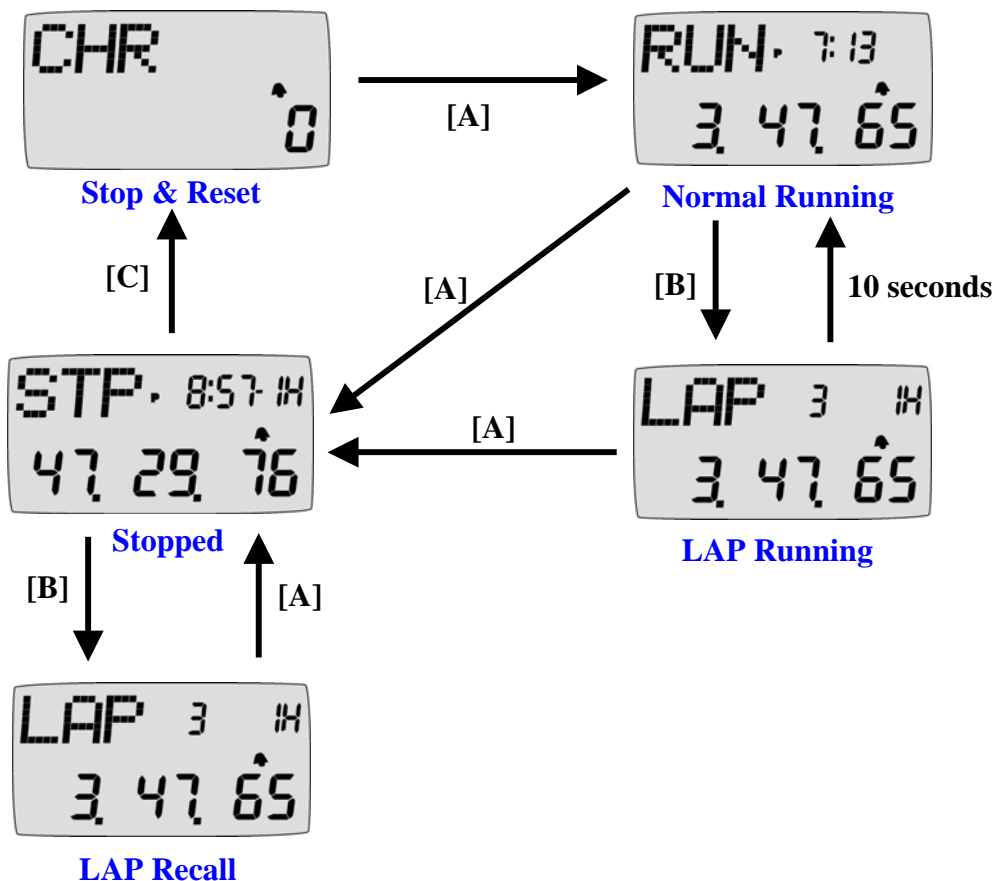 CHR
0
Stop & Reset
[A]
RUN. P 7:13
3. 47. 65
Normal Running
[C]
[A]
[B]
10 seconds
STP. P 8:57-1H
47. 29. 76
Stopped
[A]
LAP 3 1H
3. 47. 65
LAP Running
[B]
[A]
LAP 3 1H
3. 47. 65
LAP Recall